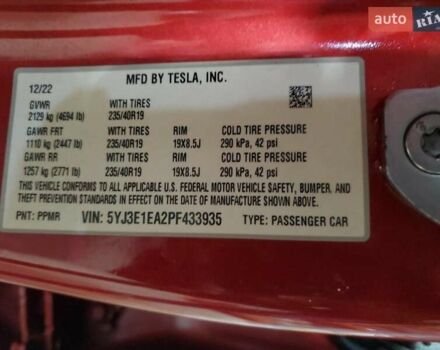 AUTO
RIA
MFD BY TESLA, INC.
12/22
GVWR WITH TIRES
2129 kg (4694 lb) 235/40R19
GAWR FRT WITH TIRES RIM COLD TIRE PRESSURE
1110 kg (2447 lb) 235/40R19 19X8.5J 290 kPa, 42 psi
GAWR RR WITH TIRES RIM COLD TIRE PRESSURE
1257 kg (2771 lb) 235/40R19 19X8.5J 290 kPa, 42 psi
THIS VEHICLE CONFORMS TO ALL APPLICABLE U.S. FEDERAL MOTOR VEHICLE SAFETY, BUMPER, AND
THEFT PREVENTION STANDARDS IN EFFECT ON THE DATE OF MANUFACTURE SHOWN ABOVE.
PNT: PPMR VIN: 5YJ3E1EA2PF433935 TYPE: PASSENGER CAR